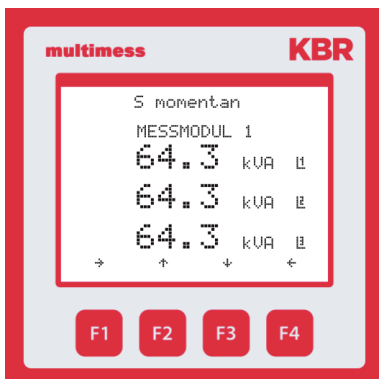 multimess KBR
S momentan
MESSMODUL 1
64.3 kVA L1
64.3 kVA L2
64.3 kVA L3
→ ↑ ↓ ←
F1 F2 F3 F4